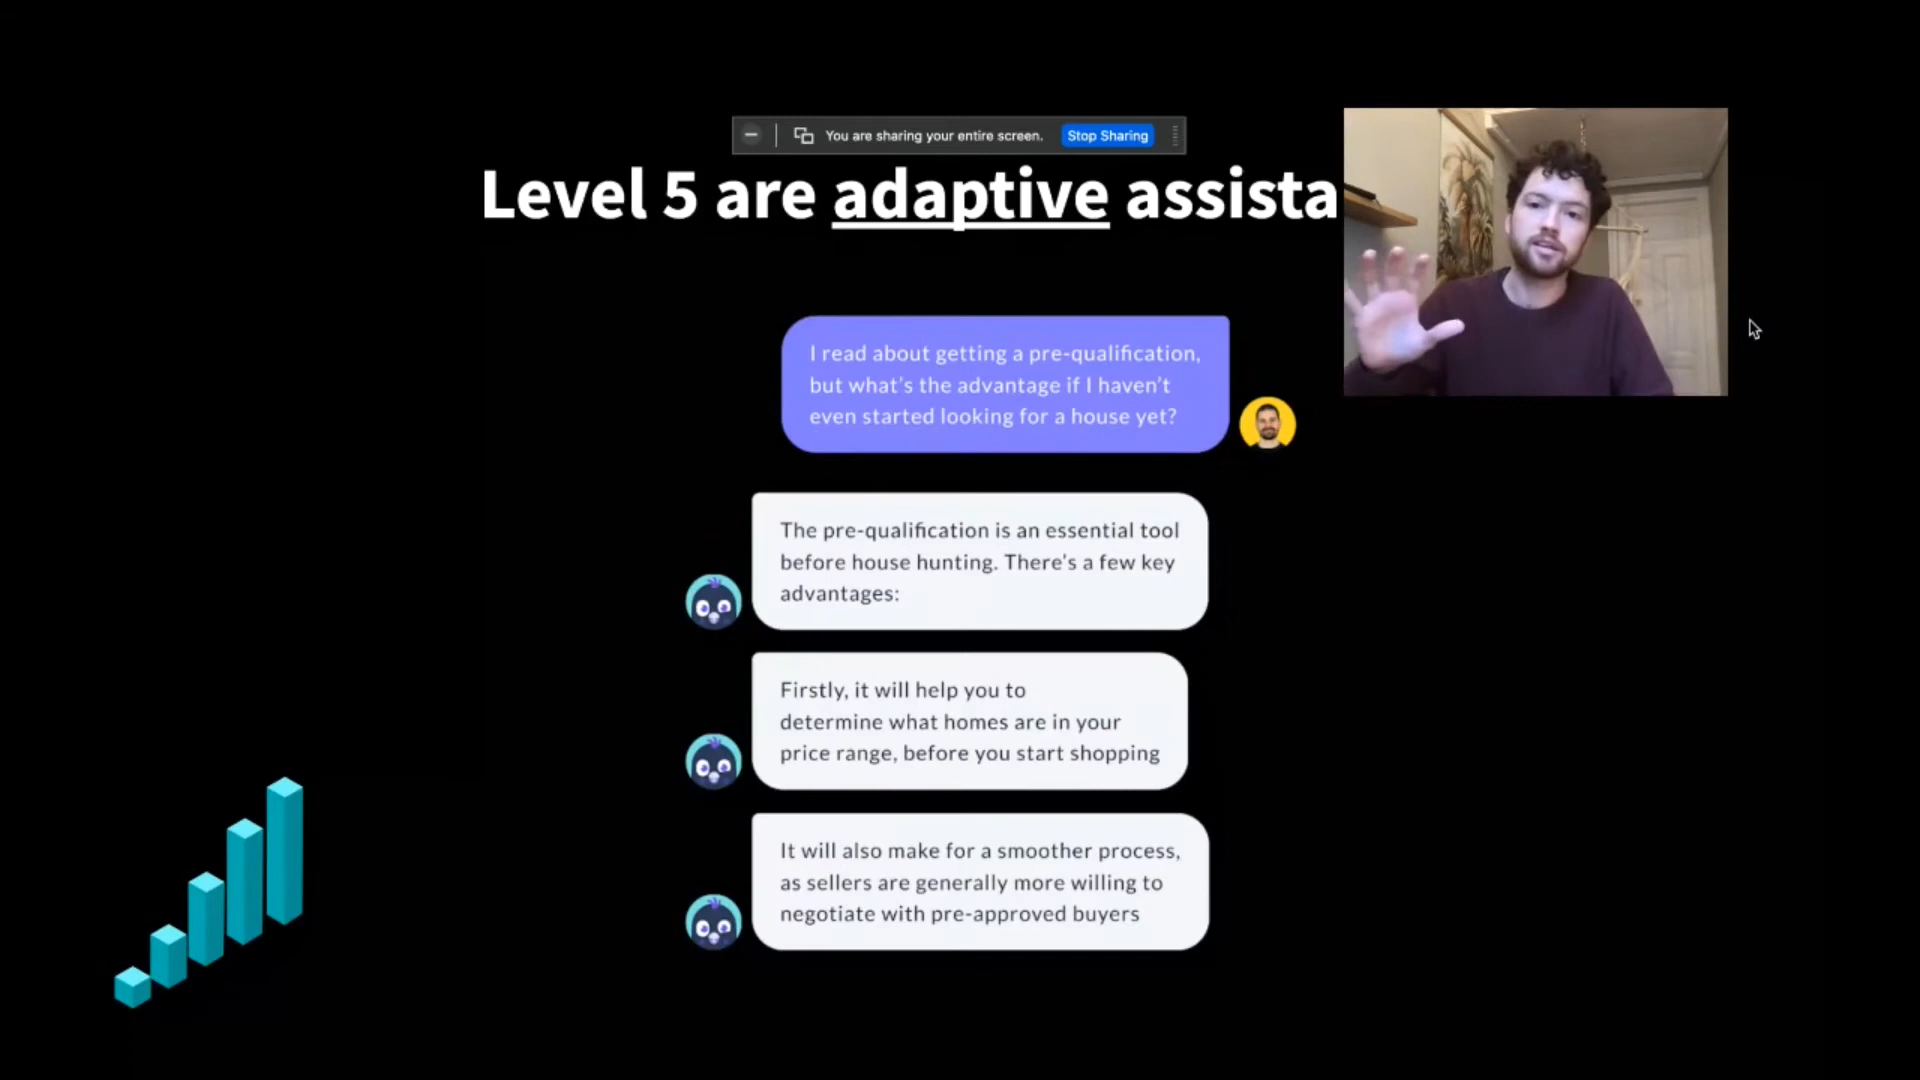 You are sharing your entire screen. Stop Sharing
Level 5 are adaptive assista
I read about getting a pre-qualification,
but what's the advantage if I haven't
even started looking for a house yet?
The pre-qualification is an essential tool
before house hunting. There's a few key
advantages:
Firstly, it will help you to
determine what homes are in your
price range, before you start shopping
It will also make for a smoother process,
as sellers are generally more willing to
negotiate with pre-approved buyers